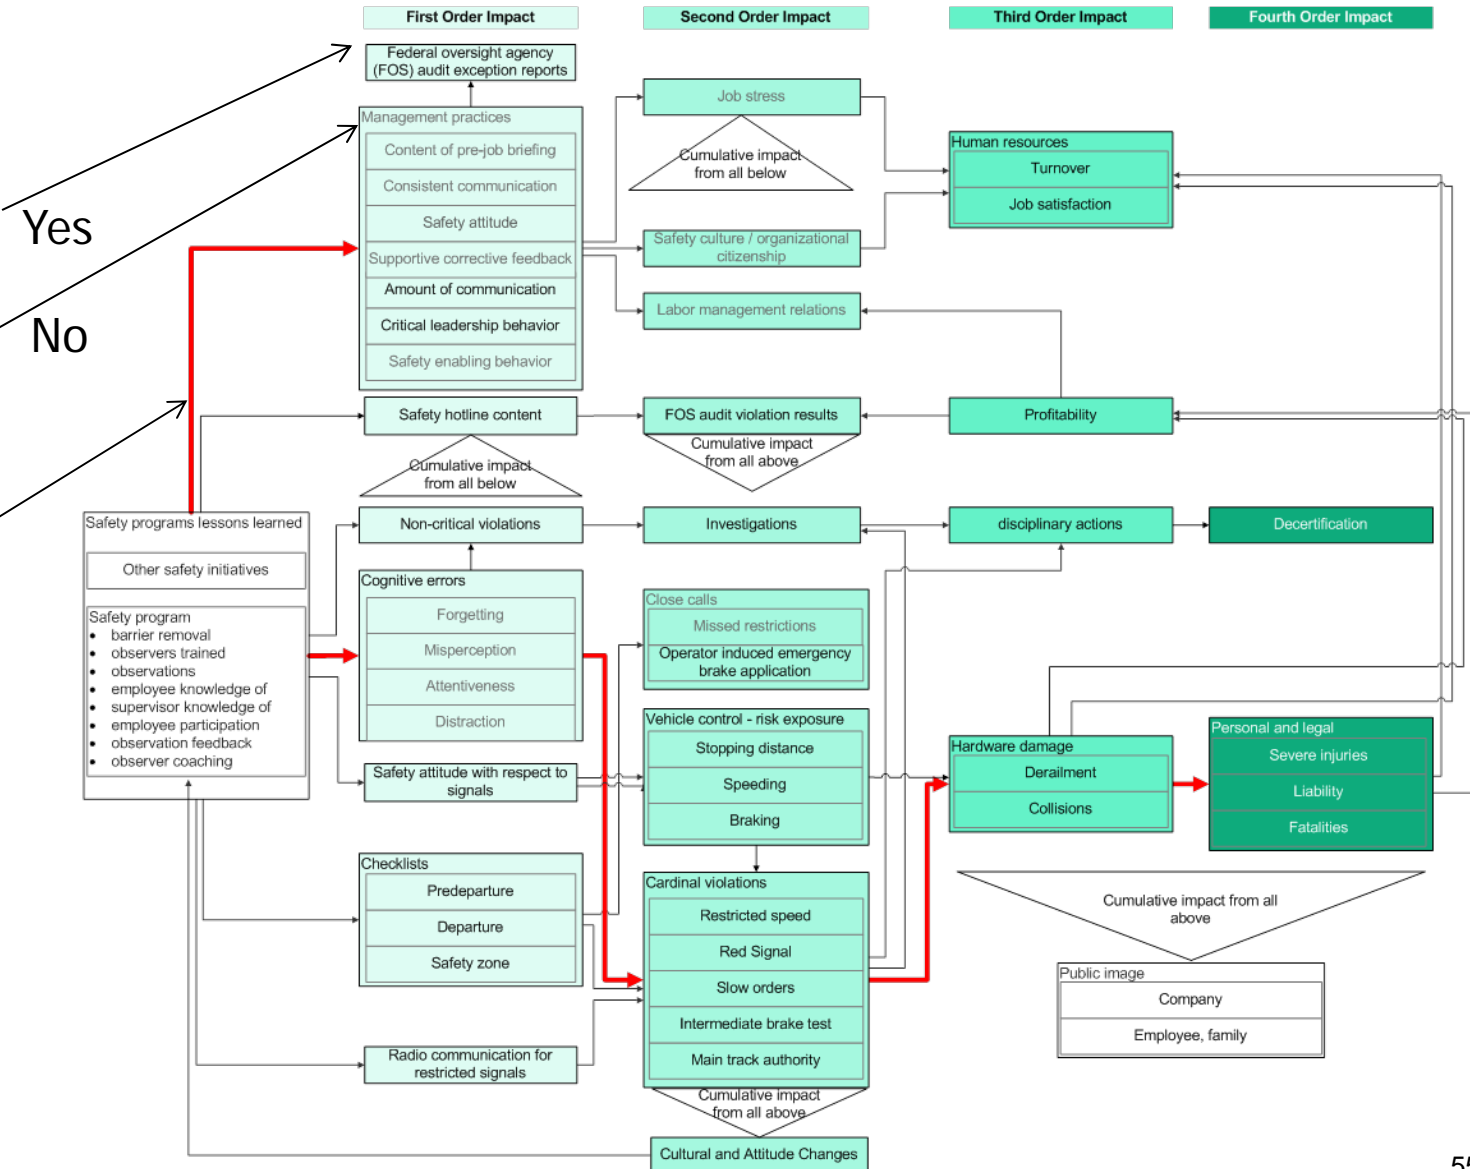 First Order Impact
Second Order Impact
Third Order Impact
Fourth Order Impact
Federal oversight agency
(FOS) audit exception reports
Management practices
Content of pre-job briefing
Consistent communication
Safety attitude
Supportive corrective feedback
Amount of communication
Critical leadership behavior
Safety enabling behavior
Yes
No
Job stress
Cumulative impact
from all below
Safety culture / organizational
citizenship
Labor management relations
Human resources
Turnover
Job satisfaction
Safety hotline content
Cumulative impact
from all below
FOS audit violation results
Cumulative impact
from all above
Profitability
Safety programs lessons learned
Other safety initiatives
Safety program
• barrier removal
• observers trained
• observations
• employee knowledge of
• supervisor knowledge of
• employee participation
• observation feedback
• observer coaching
Non-critical violations
Investigations
disciplinary actions
Decertification
Cognitive errors
Forgetting
Misperception
Attentiveness
Distraction
Close calls
Missed restrictions
Operator induced emergency
brake application
Safety attitude with respect to
signals
Vehicle control - risk exposure
Stopping distance
Speeding
Braking
Hardware damage
Derailment
Collisions
Personal and legal
Severe injuries
Liability
Fatalities
Checklists
Predeparture
Departure
Safety zone
Cardinal violations
Restricted speed
Red Signal
Slow orders
Intermediate brake test
Main track authority
Cumulative impact from all
above
Public image
Company
Employee, family
Radio communication for
restricted signals
Cumulative impact
from all above
Cultural and Attitude Changes